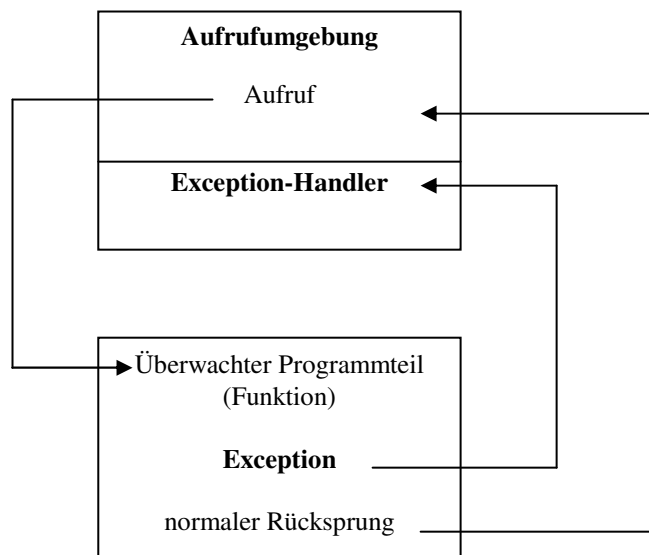 Aufrufumgebung
Aufruf
Exception-Handler
Überwachter Programmteil
(Funktion)
Exception
normaler Rücksprung